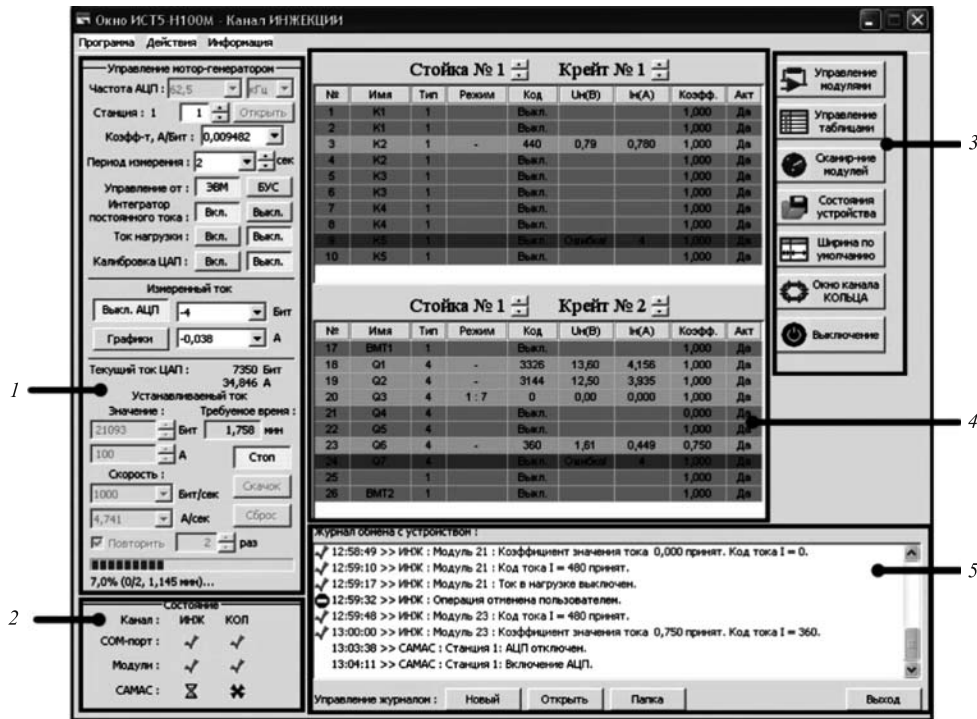 Окно ИСТ5-Н100М - Канал ИНЖЕКЦИИ
Программа Действия Информация
Управление мотор-генератором
Частота АЦП : 62,5 кГц
Станция : 1 1 Открыть
Коэфф-т, А/Бит : 0,009482
Период измерения : 2 сек
Управление от : ЭВМ БУС
Интегратор
постоянного тока : Вкл. Выкл.
Ток нагрузки : Вкл. Выкл.
Калибровка ЦАП : Вкл. Выкл.
Измеренный ток
Выкл. АЦП -4 Бит
Графики -0,038 А
Текущий ток ЦАП : 7350 Бит
34,846 А
Устанавливаемый ток
Значение : Требуемое время :
21093 Бит 1,758 мин
100 А Стоп
Скорость :
1000 Бит/сек Скачок
4,741 А/сек Сброс
Повторить 2 раз
7,0% (0/2, 1,145 мин)...
1
Состояние
Канал : ИНЖ КОЛ
COM-порт :
Модули :
САМАС :
2
Стойка № 1 Крейт № 1
№ Имя Тип Режим Код Uн(В) Iн(А) Коэфф. Акт
1 К1 1 Выкл. 1,000 Да
2 К1 1 Выкл. 1,000 Да
3 К2 1 - 440 0,79 0,780 1,000 Да
4 К2 1 Выкл. 1,000 Да
5 К3 1 Выкл. 1,000 Да
6 К3 1 Выкл. 1,000 Да
7 К4 1 Выкл. 1,000 Да
8 К4 1 Выкл. 1,000 Да
9 К5 1 Выкл. Ошибка! 4 1,000 Да
10 К5 1 Выкл. 1,000 Да
Стойка № 1 Крейт № 2
№ Имя Тип Режим Код Uн(В) Iн(А) Коэфф. Акт
17 ВМТ1 1 Выкл. 1,000 Да
18 Q1 4 - 3326 13,60 4,156 1,000 Да
19 Q2 4 - 3144 12,50 3,935 1,000 Да
20 Q3 4 1 : 7 0 0,00 0,000 1,000 Да
21 Q4 4 Выкл. 0,000 Да
22 Q5 4 Выкл. 1,000 Да
23 Q6 4 - 360 1,61 0,449 0,750 Да
24 Q7 4 Выкл. Ошибка! 4 1,000 Да
25 1 Выкл. 1,000 Да
26 ВМТ2 1 Выкл. 1,000 Да
4
Управление
модулями
Управление
таблицами
Сканир-ние
модулей
Состояния
устройства
Ширина по
умолчанию
Окно канала
КОЛЬЦА
Выключение
3
Журнал обмена с устройством :
12:58:49 >> ИНЖ : Модуль 21 : Коэффициент значения тока 0,000 принят. Код тока I = 0.
12:59:10 >> ИНЖ : Модуль 21 : Код тока I = 480 принят.
12:59:17 >> ИНЖ : Модуль 21 : Ток в нагрузке выключен.
12:59:32 >> ИНЖ : Операция отменена пользователем.
12:59:48 >> ИНЖ : Модуль 23 : Код тока I = 480 принят.
13:00:00 >> ИНЖ : Модуль 23 : Коэффициент значения тока 0,750 принят. Код тока I = 360.
13:03:38 >> САМАС : Станция 1: АЦП отключен.
13:04:11 >> САМАС : Станция 1: Включение АЦП.
5
Управление журналом : Новый Открыть Папка Выход